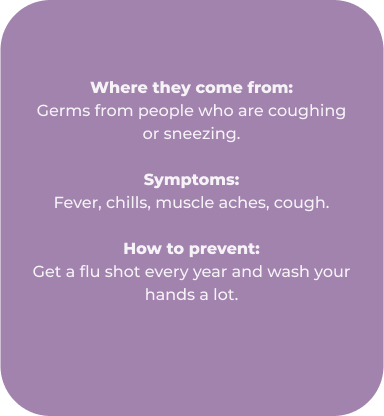 Where they come from:
Germs from people who are coughing
or sneezing.
Symptoms:
Fever, chills, muscle aches, cough.
How to prevent:
Get a flu shot every year and wash your
hands a lot.